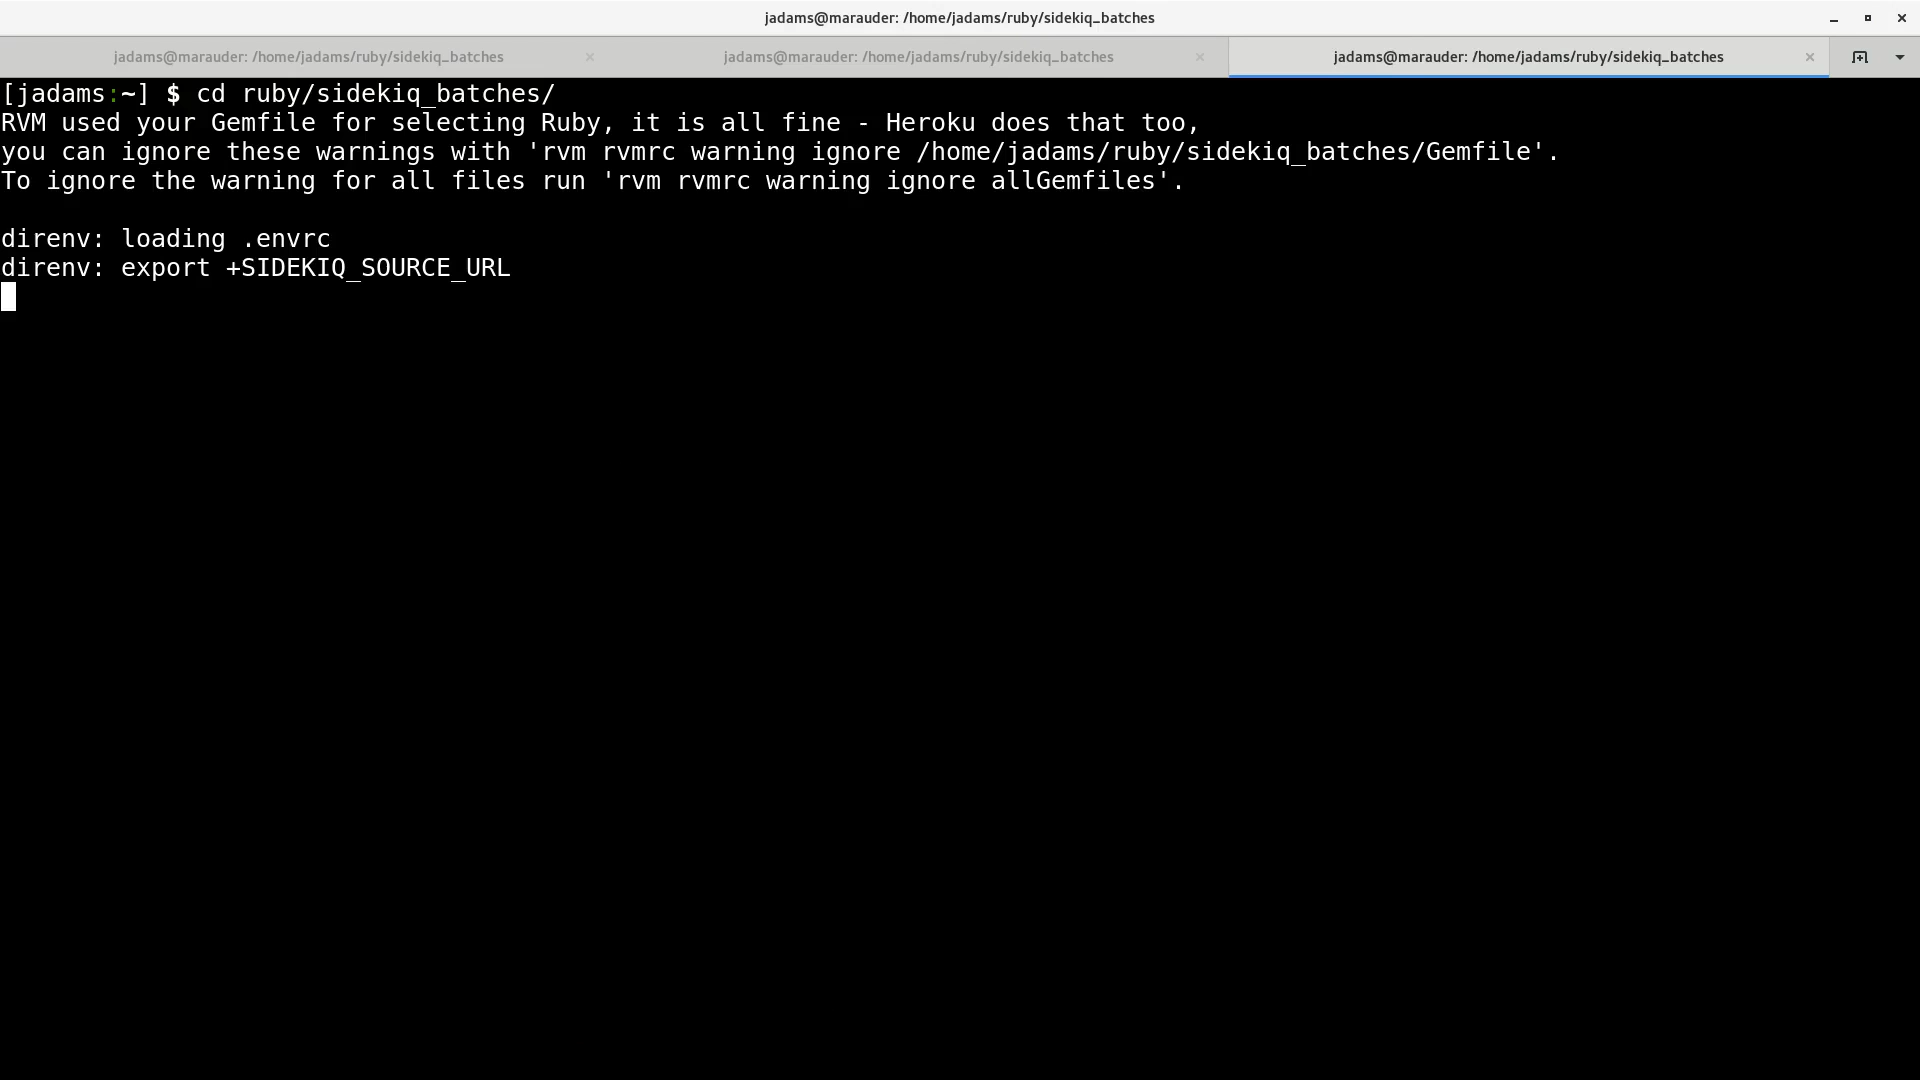 jadams@marauder: /home/jadams/ruby/sidekiq_batches
jadams@marauder: /home/jadams/ruby/sidekiq_batches
jadams@marauder: /home/jadams/ruby/sidekiq_batches
jadams@marauder: /home/jadams/ruby/sidekiq_batches
[jadams:~] $ cd ruby/sidekiq_batches/
RVM used your Gemfile for selecting Ruby, it is all fine - Heroku does that too,
you can ignore these warnings with 'rvm rvmrc warning ignore /home/jadams/ruby/sidekiq_batches/Gemfile'.
To ignore the warning for all files run 'rvm rvmrc warning ignore allGemfiles'.
direnv: loading .envrc
direnv: export +SIDEKIQ_SOURCE_URL